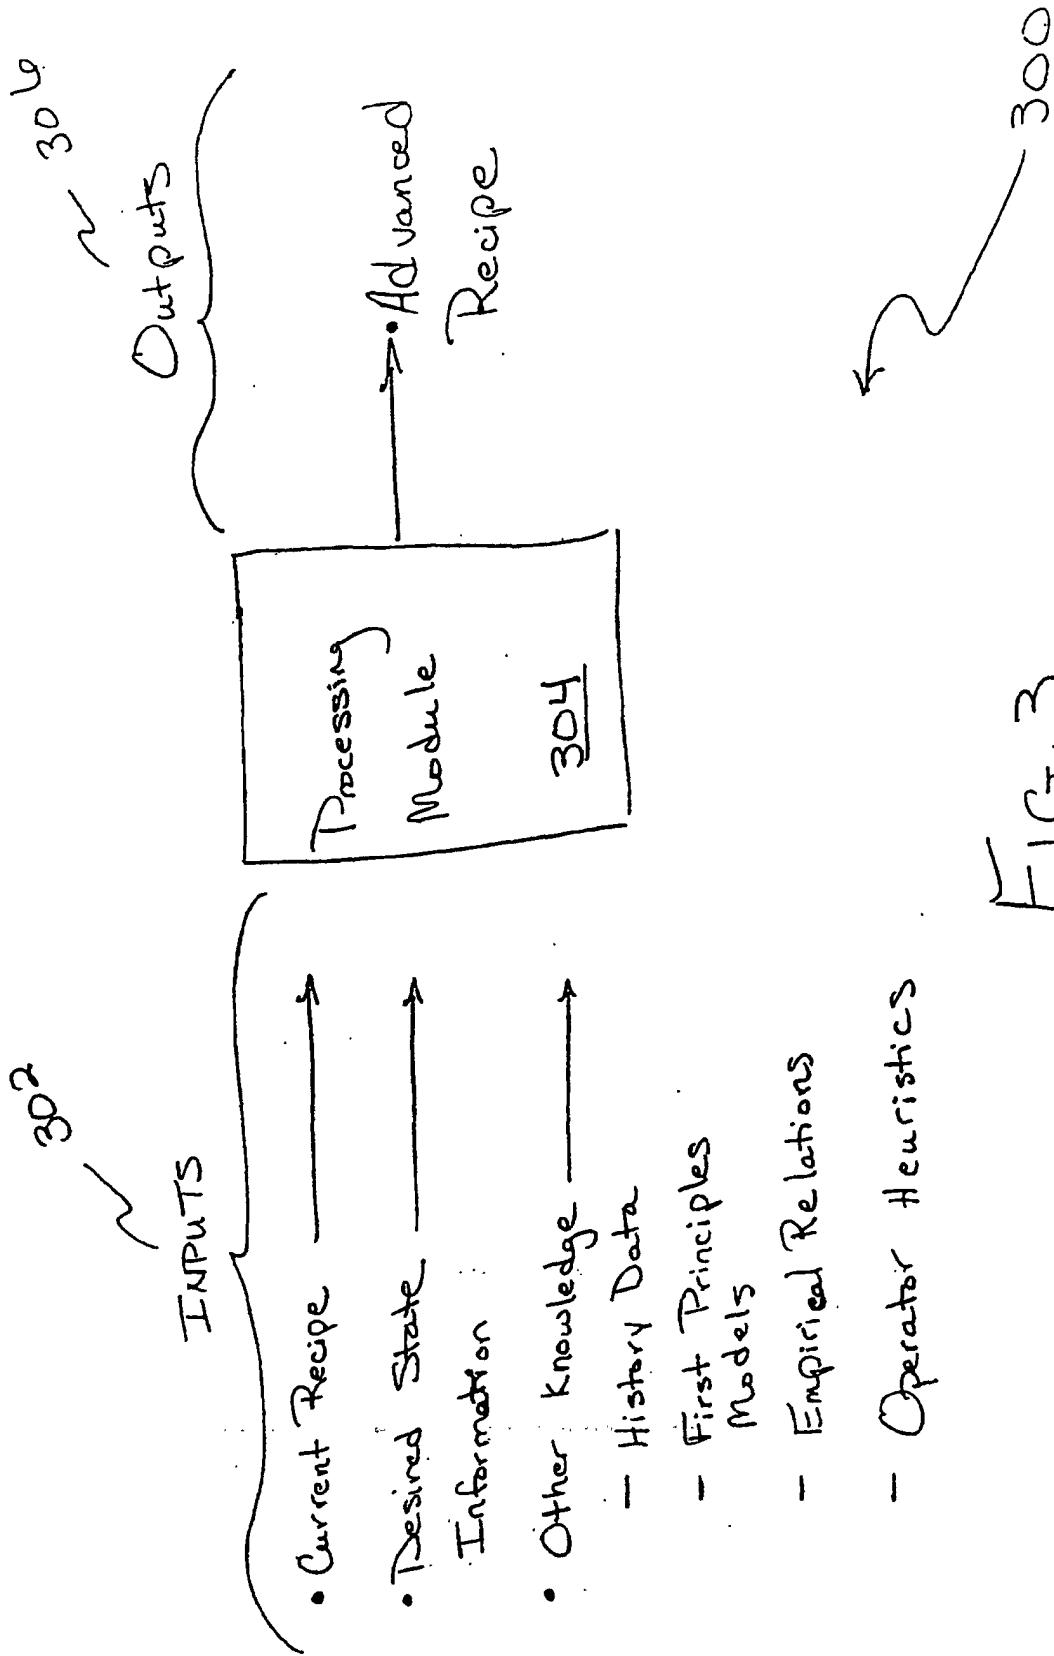 302
INPUTS
• Current Recipe
• Desired State
Information
• Other Knowledge
- History Data
- First Principles
Models
- Empirical Relations
- Operator Heuristics
Processing
Module
304
306
Outputs
• Advanced
Recipe
300
FIG. 3